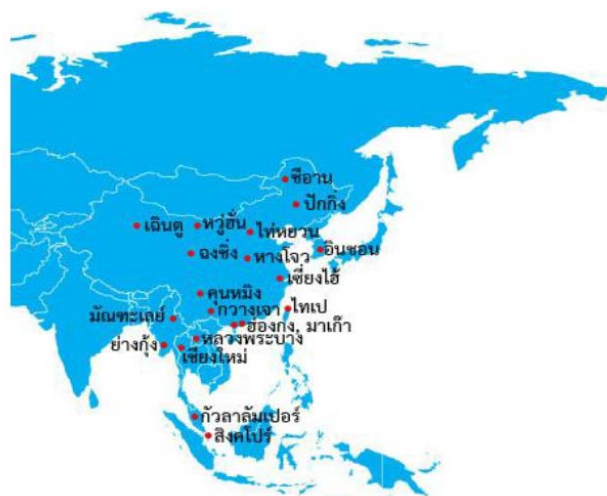 ซีอาน
ปักกิ่ง
เฉินตู
หวู่ฮั่น
ไท่หยวน
อินชอน
ฉงชิ่ง
หางโจว
เซี่ยงไฮ้
คุนหมิง
กวางเจา
ไทเป
มัณฑะเลย์
ฮ่องกง, มาเก๊า
ย่างกุ้ง
หลวงพระบาง
เชียงใหม่
กัวลาลัมเปอร์
สิงคโปร์